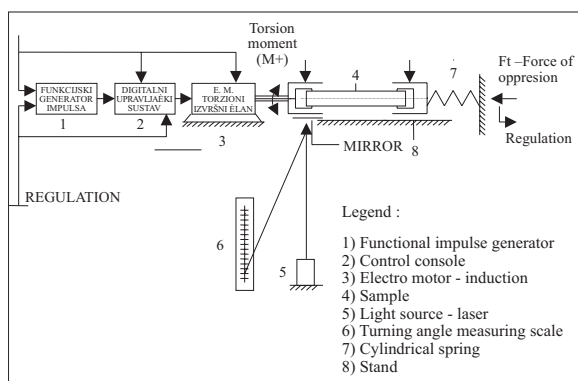 Torsion
moment
(M+)
4
7
Ft –Force of
oppresion
Regulation
FUNKCIJSKI
GENERATOR
IMPULSA
DIGITALNI
UPRAVLJAÈKI
SUSTAV
E. M.
TORZIONI
IZVRŠNI ÈLAN
1
2
3
8
MIRROR
REGULATION
6
5
Legend :
1) Functional impulse generator
2) Control console
3) Electro motor - induction
4) Sample
5) Light source - laser
6) Turning angle measuring scale
7) Cylindrical spring
8) Stand